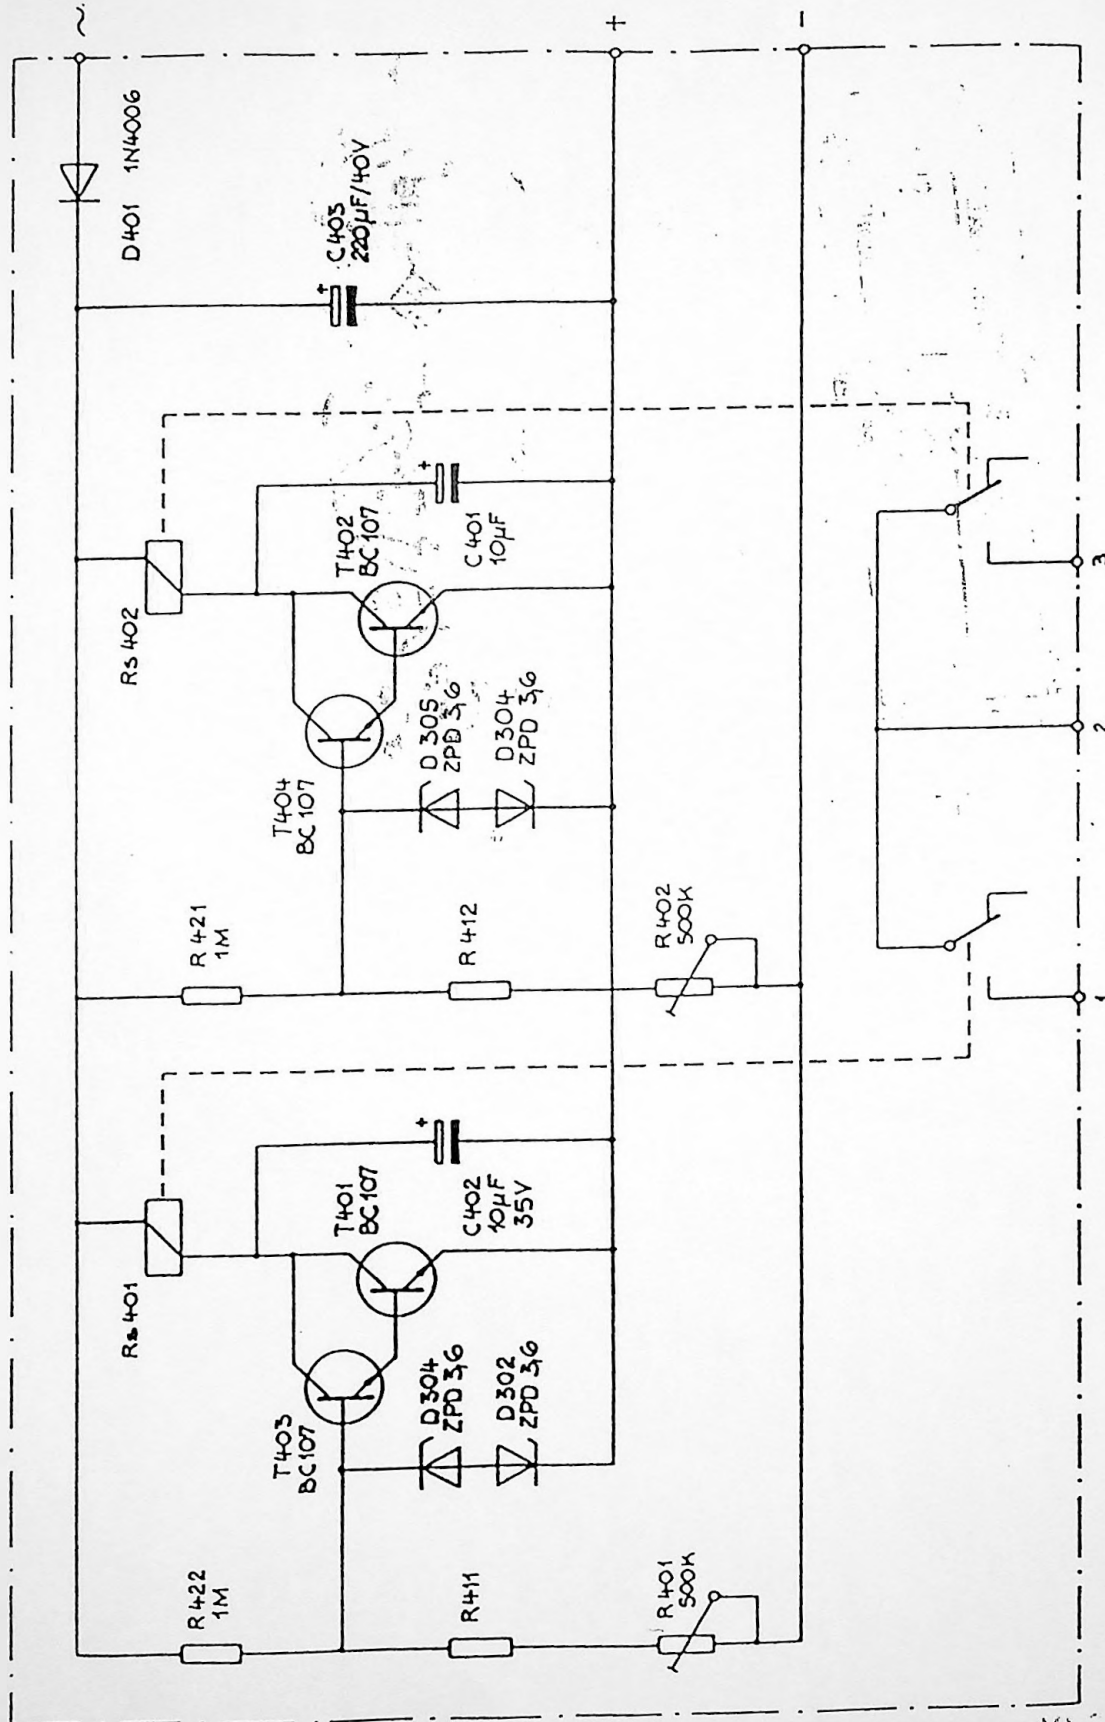 ~
+
-
D401 1N4006
C403
220µF/40V
Rs 402
T402
BC107
C401
10µF
T404
BC107
D305
ZPD 3,6
D304
ZPD 3,6
R421
1M
R412
R402
500K
Rs 401
T401
BC107
C402
10µF
35V
T403
BC107
D304
ZPD 3,6
D302
ZPD 3,6
R422
1M
R411
R401
500K
1
2
3